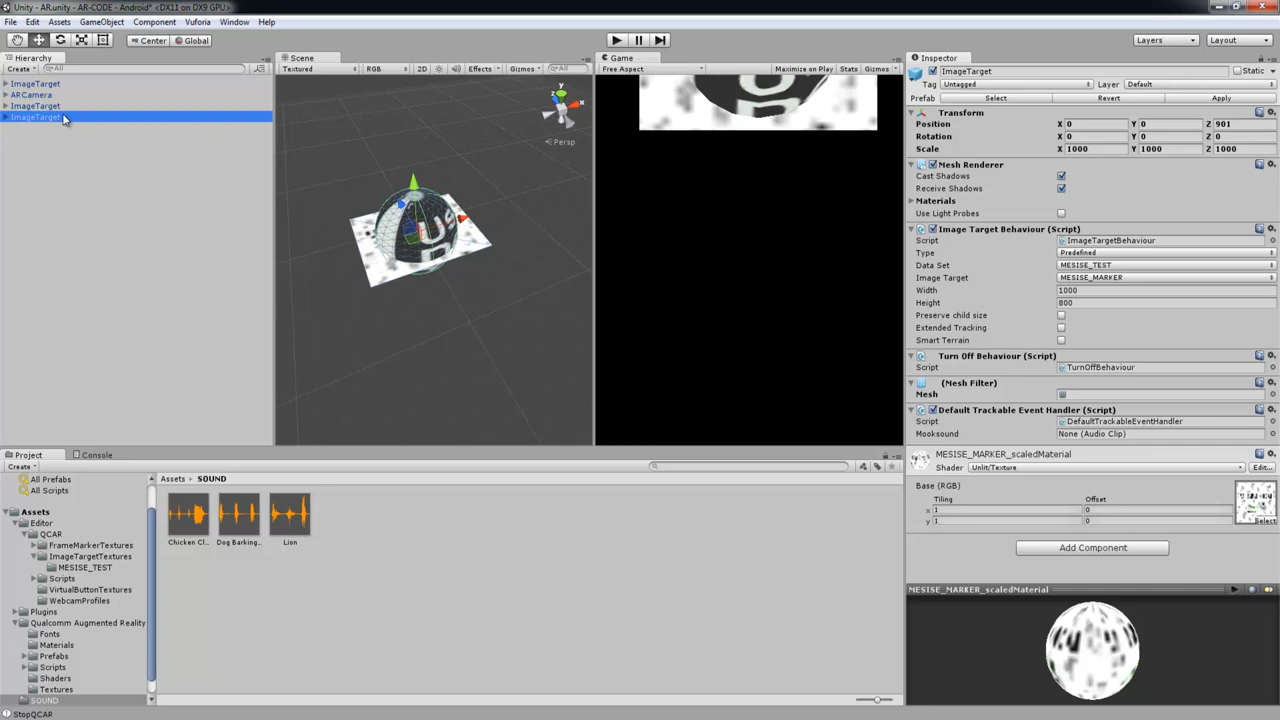 Unity - AR.unity - AR-CODE - Android* <DX11 on DX9 GPU>
File Edit Assets GameObject Component Vuforia Window Help
Center Global Layers Layout
Hierarchy
Create All
ImageTarget
ARCamera
ImageTarget
ImageTarget
Scene
Textured RGB 2D Effects Gizmos All
y
x
Persp
Game
Free Aspect Maximize on Play Stats Gizmos
Inspector
ImageTarget Static
Tag Untagged Layer Default
Prefab Select Revert Apply
Transform
Position X 0 Y 0 Z 901
Rotation X 0 Y 0 Z 0
Scale X 1000 Y 1000 Z 1000
Mesh Renderer
Cast Shadows
Receive Shadows
Materials
Use Light Probes
Image Target Behaviour (Script)
Script ImageTargetBehaviour
Type Predefined
Data Set MESISE_TEST
Image Target MESISE_MARKER
Width 1000
Height 800
Preserve child size
Extended Tracking
Smart Terrain
Turn Off Behaviour (Script)
Script TurnOffBehaviour
(Mesh Filter)
Mesh
Default Trackable Event Handler (Script)
Script DefaultTrackableEventHandler
Mooksound None (Audio Clip)
MESISE_MARKER_scaledMaterial
Shader Unlit/Texture Edit...
Base (RGB)
Tiling Offset
x 1 0
y 1 0
Select
Add Component
MESISE_MARKER_scaledMaterial
Project Console
Create
All Prefabs
All Scripts
Assets
Editor
QCAR
FrameMarkerTextures
ImageTargetTextures
MESISE_TEST
Scripts
VirtualButtonTextures
WebcamProfiles
Plugins
Qualcomm Augmented Reality
Fonts
Materials
Prefabs
Scripts
Shaders
Textures
SOUND
Assets SOUND
Chicken Cl... Dog Barking... Lion
StopQCAR